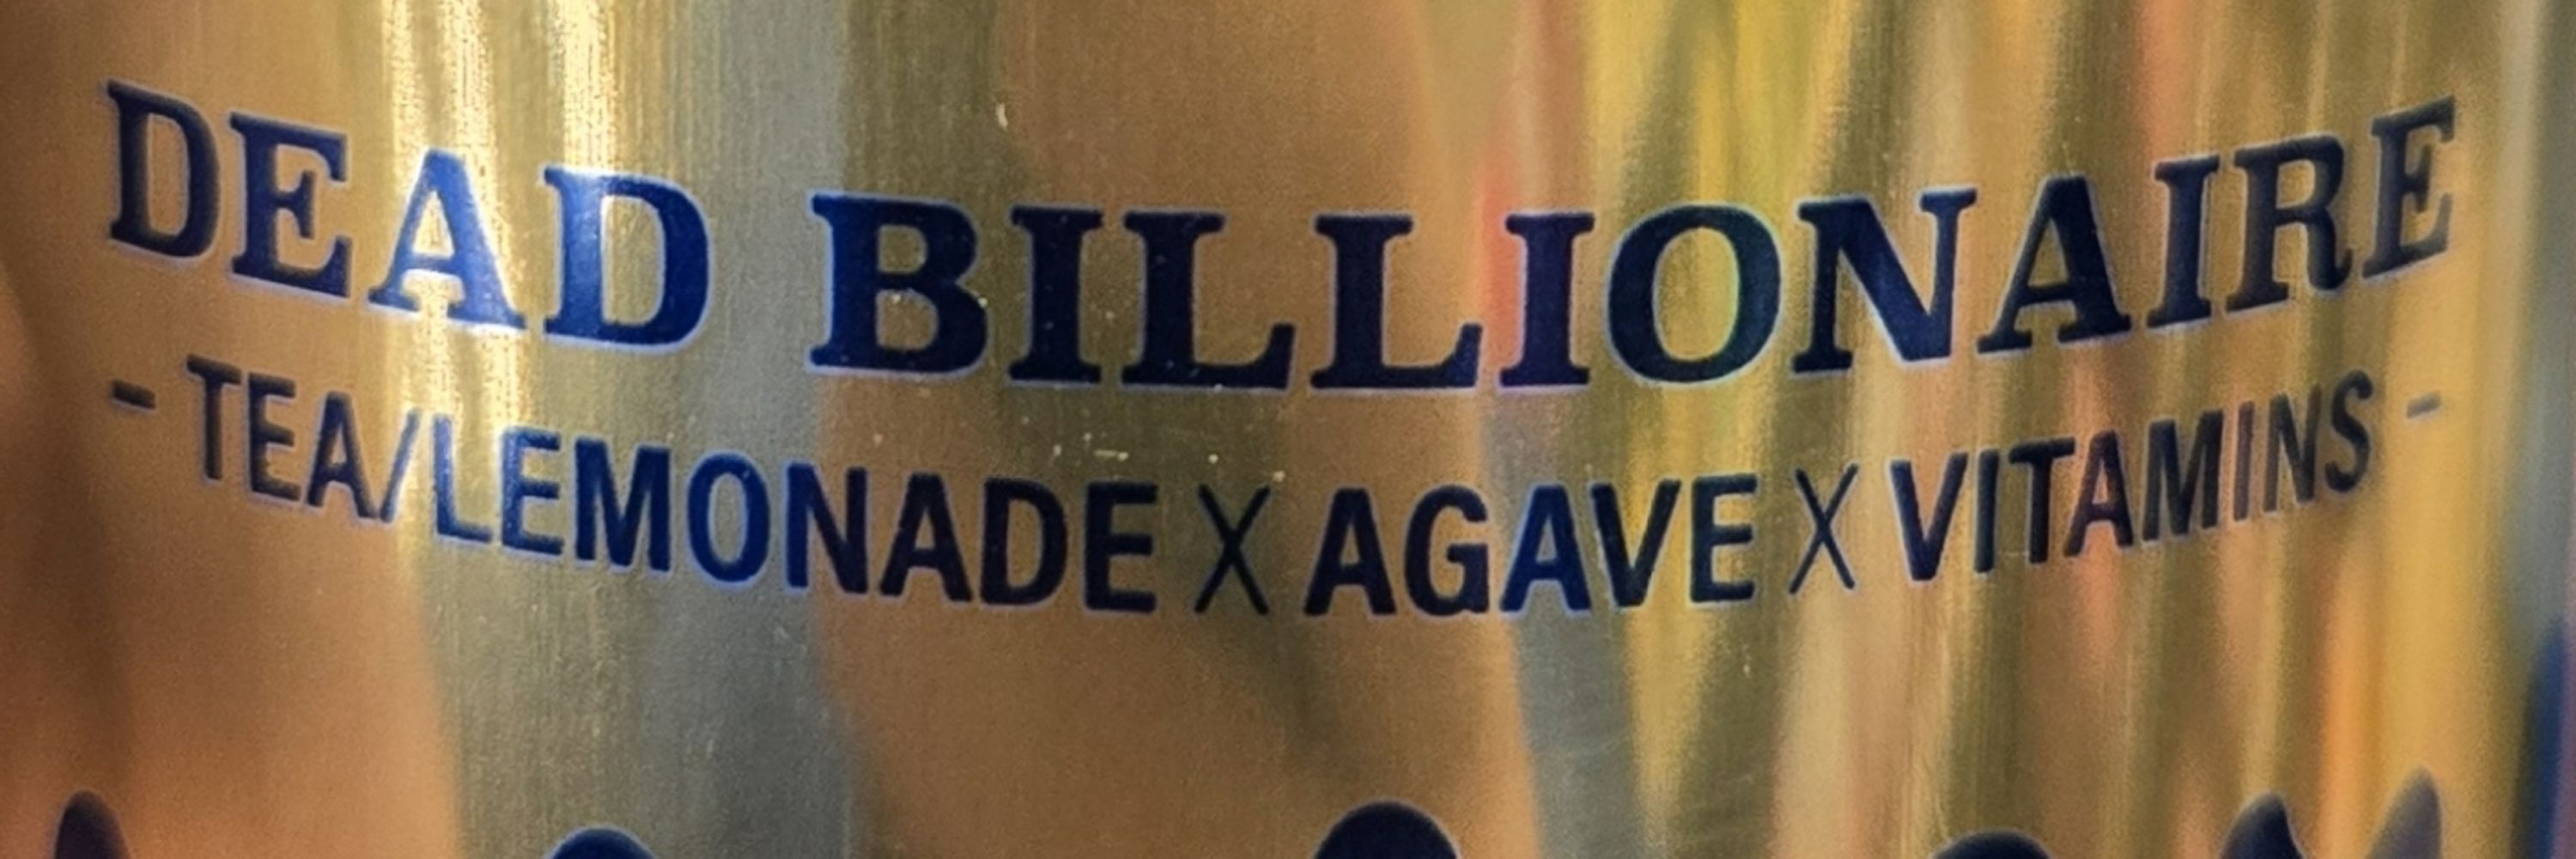 DEAD BILLIONAIRE
- TEA/LEMONADE X AGAVE X VITAMINS -